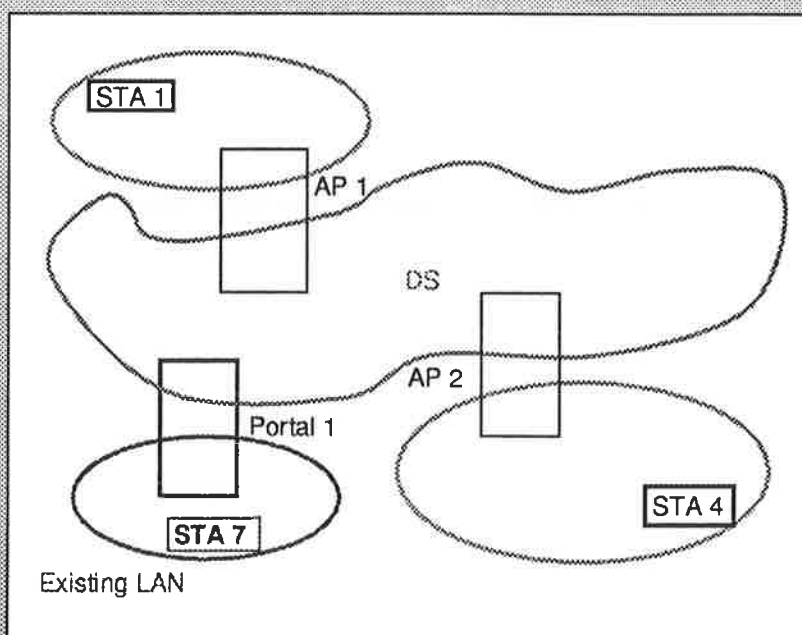 STA 1
AP 1
DS
AP 2
Portal 1
STA 7
STA 4
Existing LAN